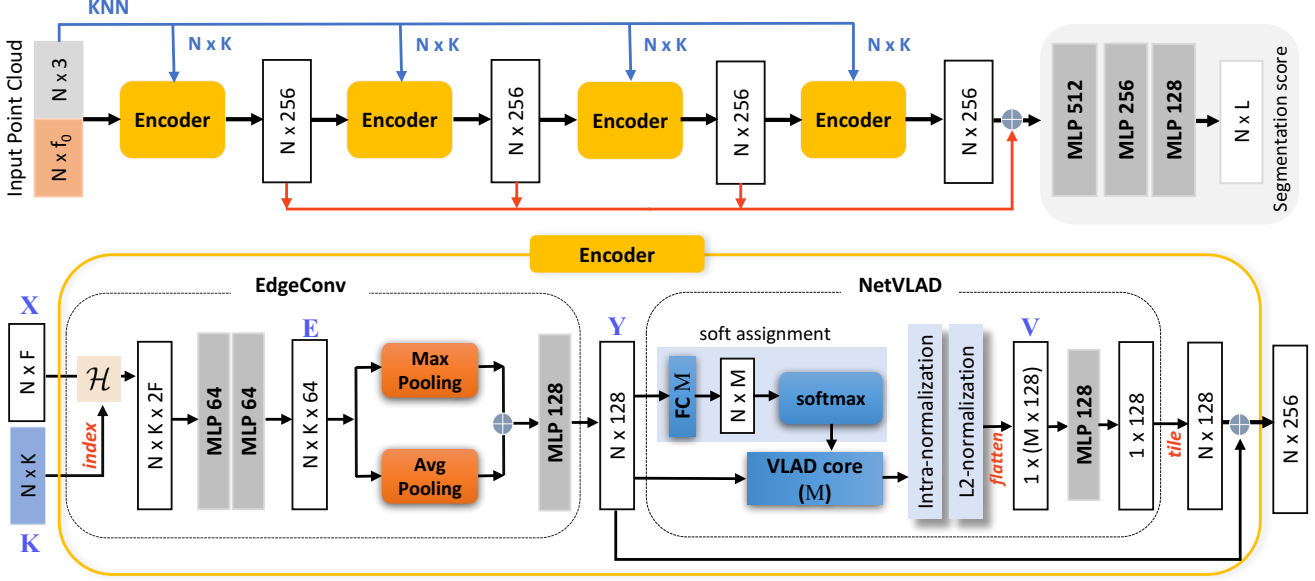 KNN
N x K
N x K
N x K
N x K
Input Point Cloud
N x 3
N x f0
Encoder
N x 256
Encoder
N x 256
Encoder
N x 256
Encoder
N x 256
MLP 512
MLP 256
MLP 128
N x L
Segmentation score
Encoder
EdgeConv
NetVLAD
X
N x F
N x K
K
ℋ
index
N x K x 2F
MLP 64
MLP 64
E
N x K x 64
Max
Pooling
Avg
Pooling
MLP 128
Y
N x 128
soft assignment
FC M
N x M
softmax
VLAD core
(M)
Intra-normalization
L2-normalization
flatten
V
1 x (M x 128)
MLP 128
1 x 128
tile
N x 128
N x 256